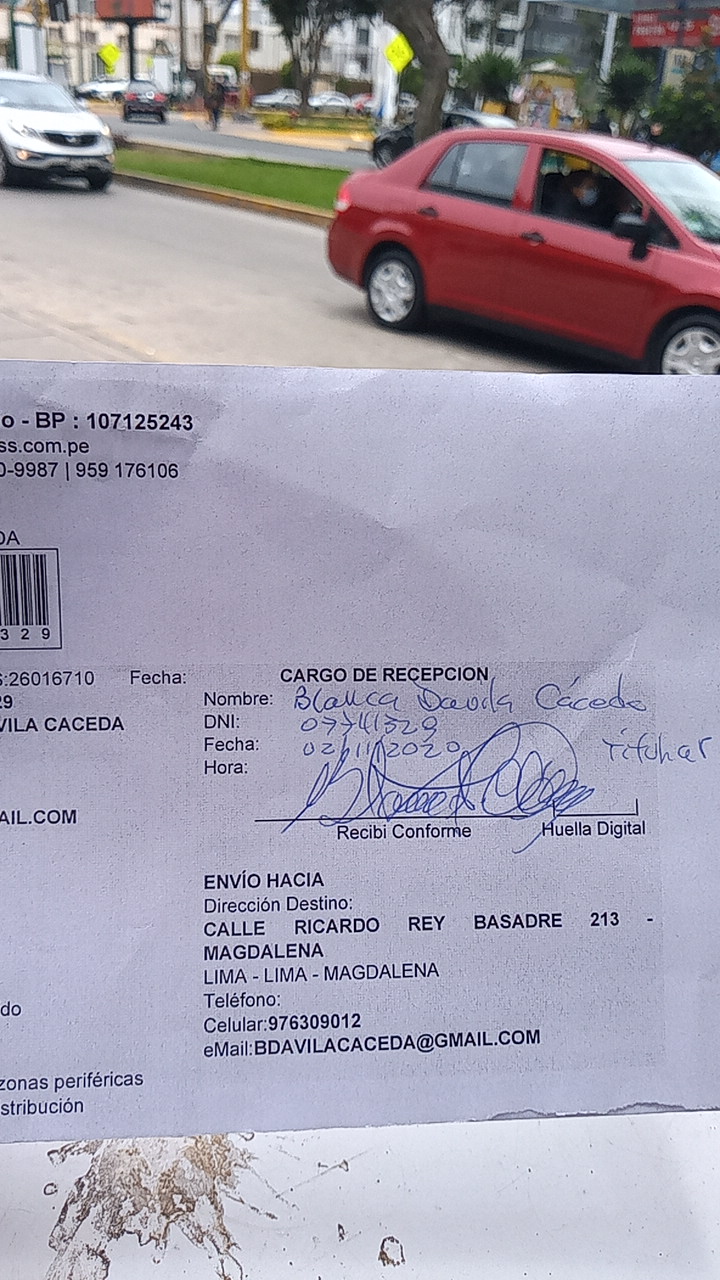 o - BP : 107125243
ss.com.pe
0-9987 | 959 176106
DA
3 2 9
S:26016710 Fecha:
29
VILA CACEDA
AIL.COM
do
zonas periféricas
stribución
CARGO DE RECEPCION
Nombre: Blanca Davila Cáceda
DNI: 07741329
Fecha: 02/11/2020 Titular
Hora:
Recibi Conforme Huella Digital
ENVÍO HACIA
Dirección Destino:
CALLE RICARDO REY BASADRE 213 -
MAGDALENA
LIMA - LIMA - MAGDALENA
Teléfono:
Celular:976309012
eMail:BDAVILACACEDA@GMAIL.COM